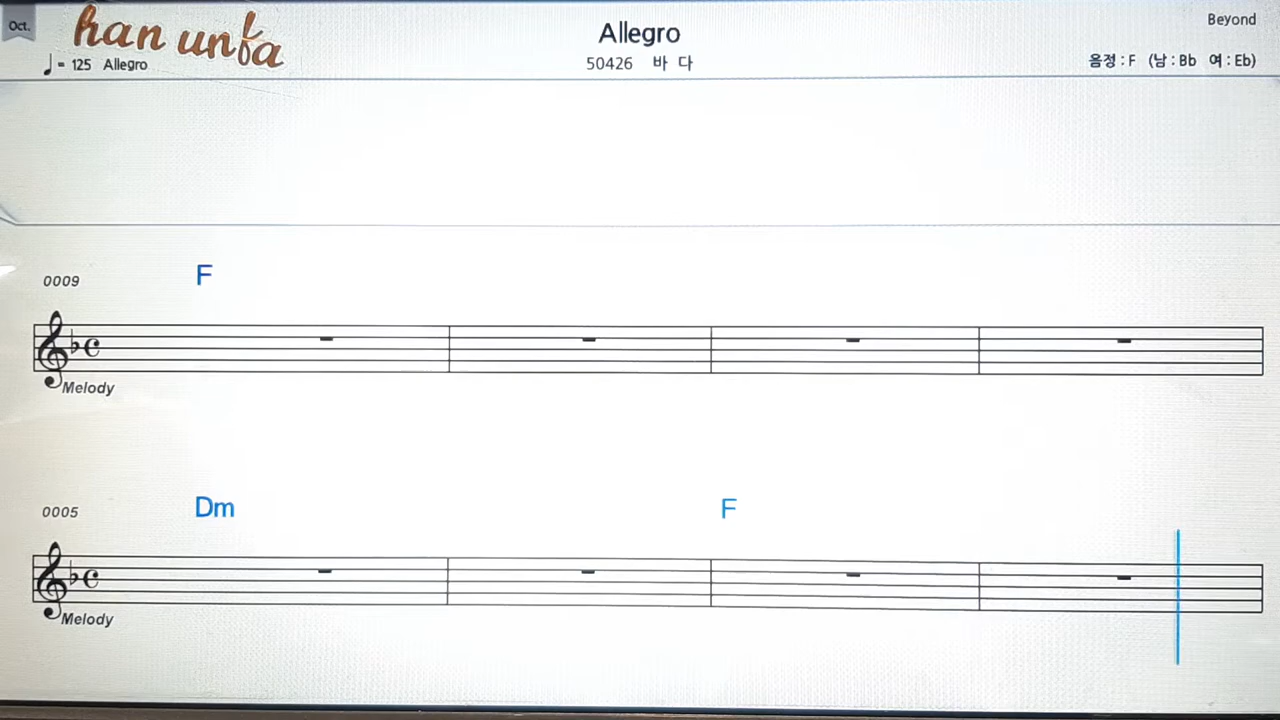 Oct.
han unfa
Allegro
Beyond
♩= 125 Allegro
50426 바 다
음정 : F (남 : Bb 여 : Eb)
0009
F
Melody
0005
Dm F
Melody